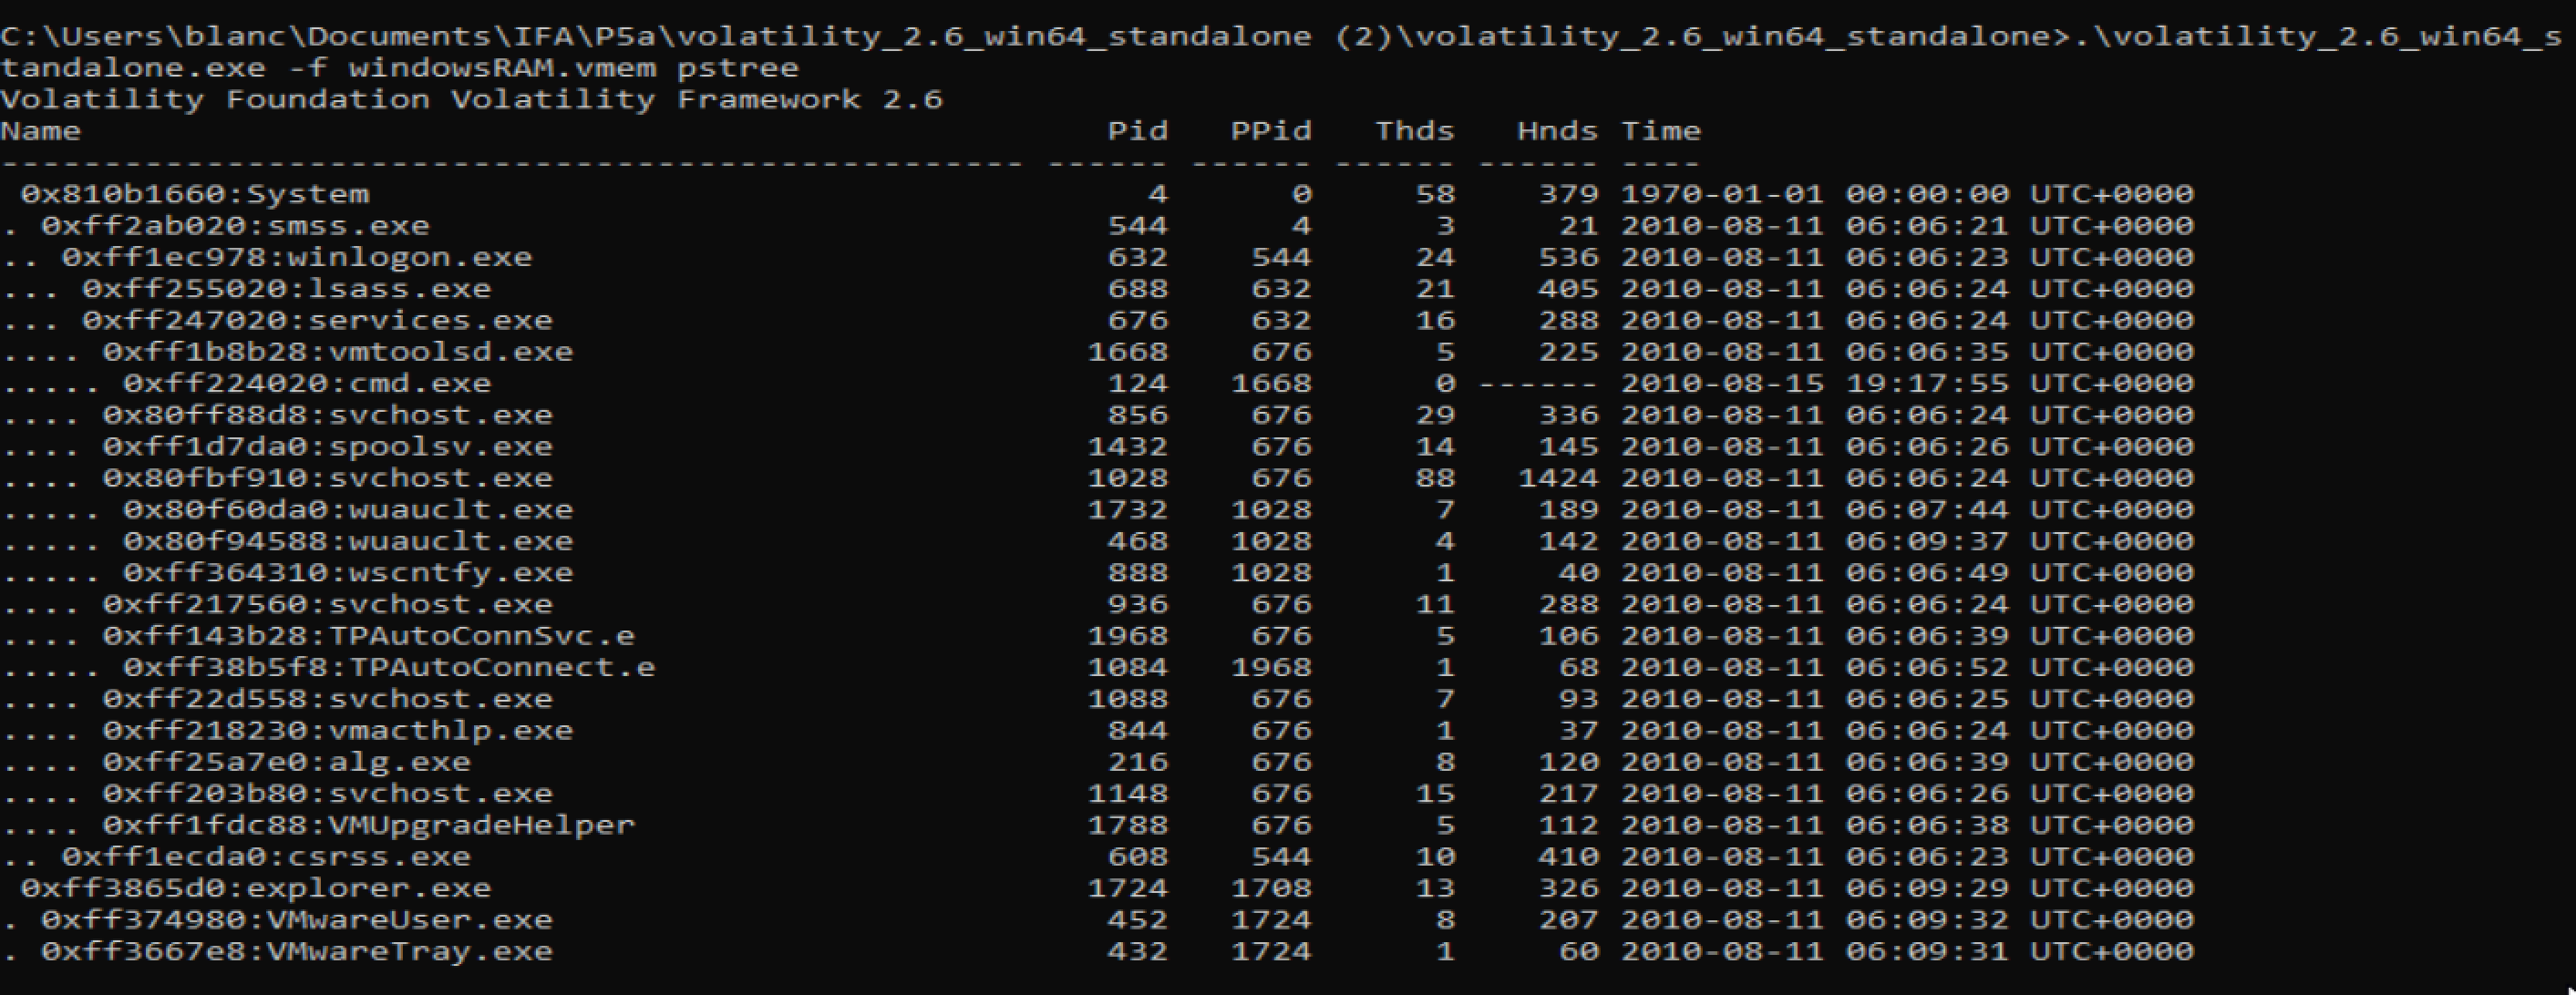 C:\Users\blanc\Documents\IFA\P5a\volatility_2.6_win64_standalone (2)\volatility_2.6_win64_standalone>.\volatility_2.6_win64_s
tandalone.exe -f windowsRAM.vmem pstree
Volatility Foundation Volatility Framework 2.6
Name                                                  Pid   PPid   Thds   Hnds Time
-------------------------------------------------- ------ ------ ------ ------ ----
 0x810b1660:System                                      4      0     58    379 1970-01-01 00:00:00 UTC+0000
. 0xff2ab020:smss.exe                                 544      4      3     21 2010-08-11 06:06:21 UTC+0000
.. 0xff1ec978:winlogon.exe                            632    544     24    536 2010-08-11 06:06:23 UTC+0000
... 0xff255020:lsass.exe                              688    632     21    405 2010-08-11 06:06:24 UTC+0000
... 0xff247020:services.exe                           676    632     16    288 2010-08-11 06:06:24 UTC+0000
.... 0xff1b8b28:vmtoolsd.exe                         1668    676      5    225 2010-08-11 06:06:35 UTC+0000
..... 0xff224020:cmd.exe                              124   1668      0 ------ 2010-08-15 19:17:55 UTC+0000
.... 0x80ff88d8:svchost.exe                           856    676     29    336 2010-08-11 06:06:24 UTC+0000
.... 0xff1d7da0:spoolsv.exe                          1432    676     14    145 2010-08-11 06:06:26 UTC+0000
.... 0x80fbf910:svchost.exe                          1028    676     88   1424 2010-08-11 06:06:24 UTC+0000
..... 0x80f60da0:wuauclt.exe                         1732   1028      7    189 2010-08-11 06:07:44 UTC+0000
..... 0x80f94588:wuauclt.exe                          468   1028      4    142 2010-08-11 06:09:37 UTC+0000
..... 0xff364310:wscntfy.exe                          888   1028      1     40 2010-08-11 06:06:49 UTC+0000
.... 0xff217560:svchost.exe                           936    676     11    288 2010-08-11 06:06:24 UTC+0000
.... 0xff143b28:TPAutoConnSvc.e                      1968    676      5    106 2010-08-11 06:06:39 UTC+0000
..... 0xff38b5f8:TPAutoConnect.e                     1084   1968      1     68 2010-08-11 06:06:52 UTC+0000
.... 0xff22d558:svchost.exe                          1088    676      7     93 2010-08-11 06:06:25 UTC+0000
.... 0xff218230:vmacthlp.exe                          844    676      1     37 2010-08-11 06:06:24 UTC+0000
.... 0xff25a7e0:alg.exe                               216    676      8    120 2010-08-11 06:06:39 UTC+0000
.... 0xff203b80:svchost.exe                          1148    676     15    217 2010-08-11 06:06:26 UTC+0000
.... 0xff1fdc88:VMUpgradeHelper                      1788    676      5    112 2010-08-11 06:06:38 UTC+0000
.. 0xff1ecda0:csrss.exe                               608    544     10    410 2010-08-11 06:06:23 UTC+0000
 0xff3865d0:explorer.exe                             1724   1708     13    326 2010-08-11 06:09:29 UTC+0000
. 0xff374980:VMwareUser.exe                           452   1724      8    207 2010-08-11 06:09:32 UTC+0000
. 0xff3667e8:VMwareTray.exe                           432   1724      1     60 2010-08-11 06:09:31 UTC+0000